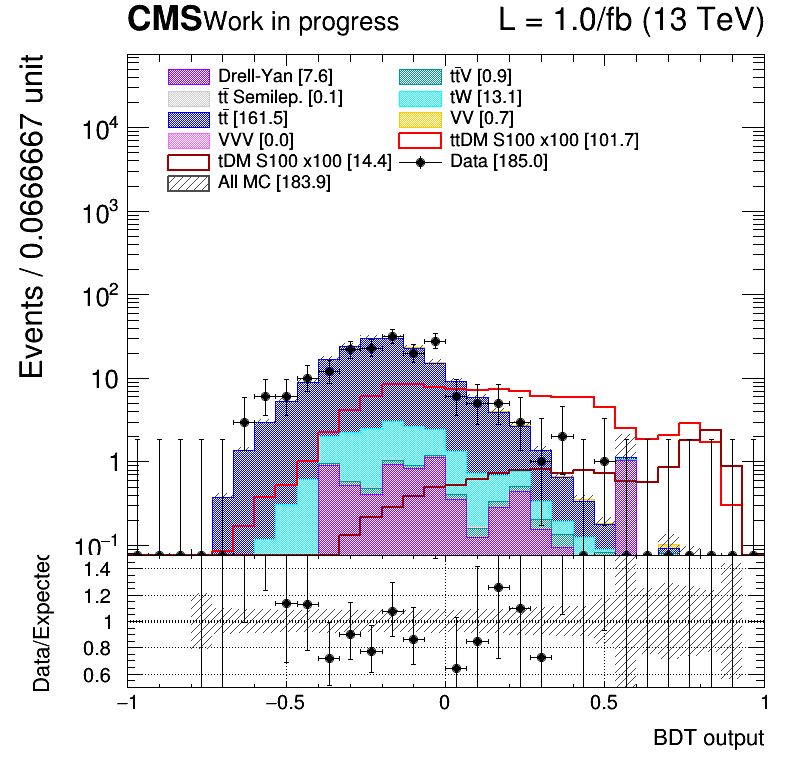 CMS Work in progress L = 1.0/fb (13 TeV)
Events / 0.0666667 unit
Drell-Yan [7.6] tt̄V [0.9]
tt̄ Semilep. [0.1] tW [13.1]
tt̄ [161.5] VV [0.7]
VVV [0.0] ttDM S100 x100 [101.7]
tDM S100 x100 [14.4] Data [185.0]
All MC [183.9]
10⁴
10³
10²
10
1
10⁻¹
Data/Expected
1.4
1.2
1
0.8
0.6
−1 −0.5 0 0.5 1
BDT output